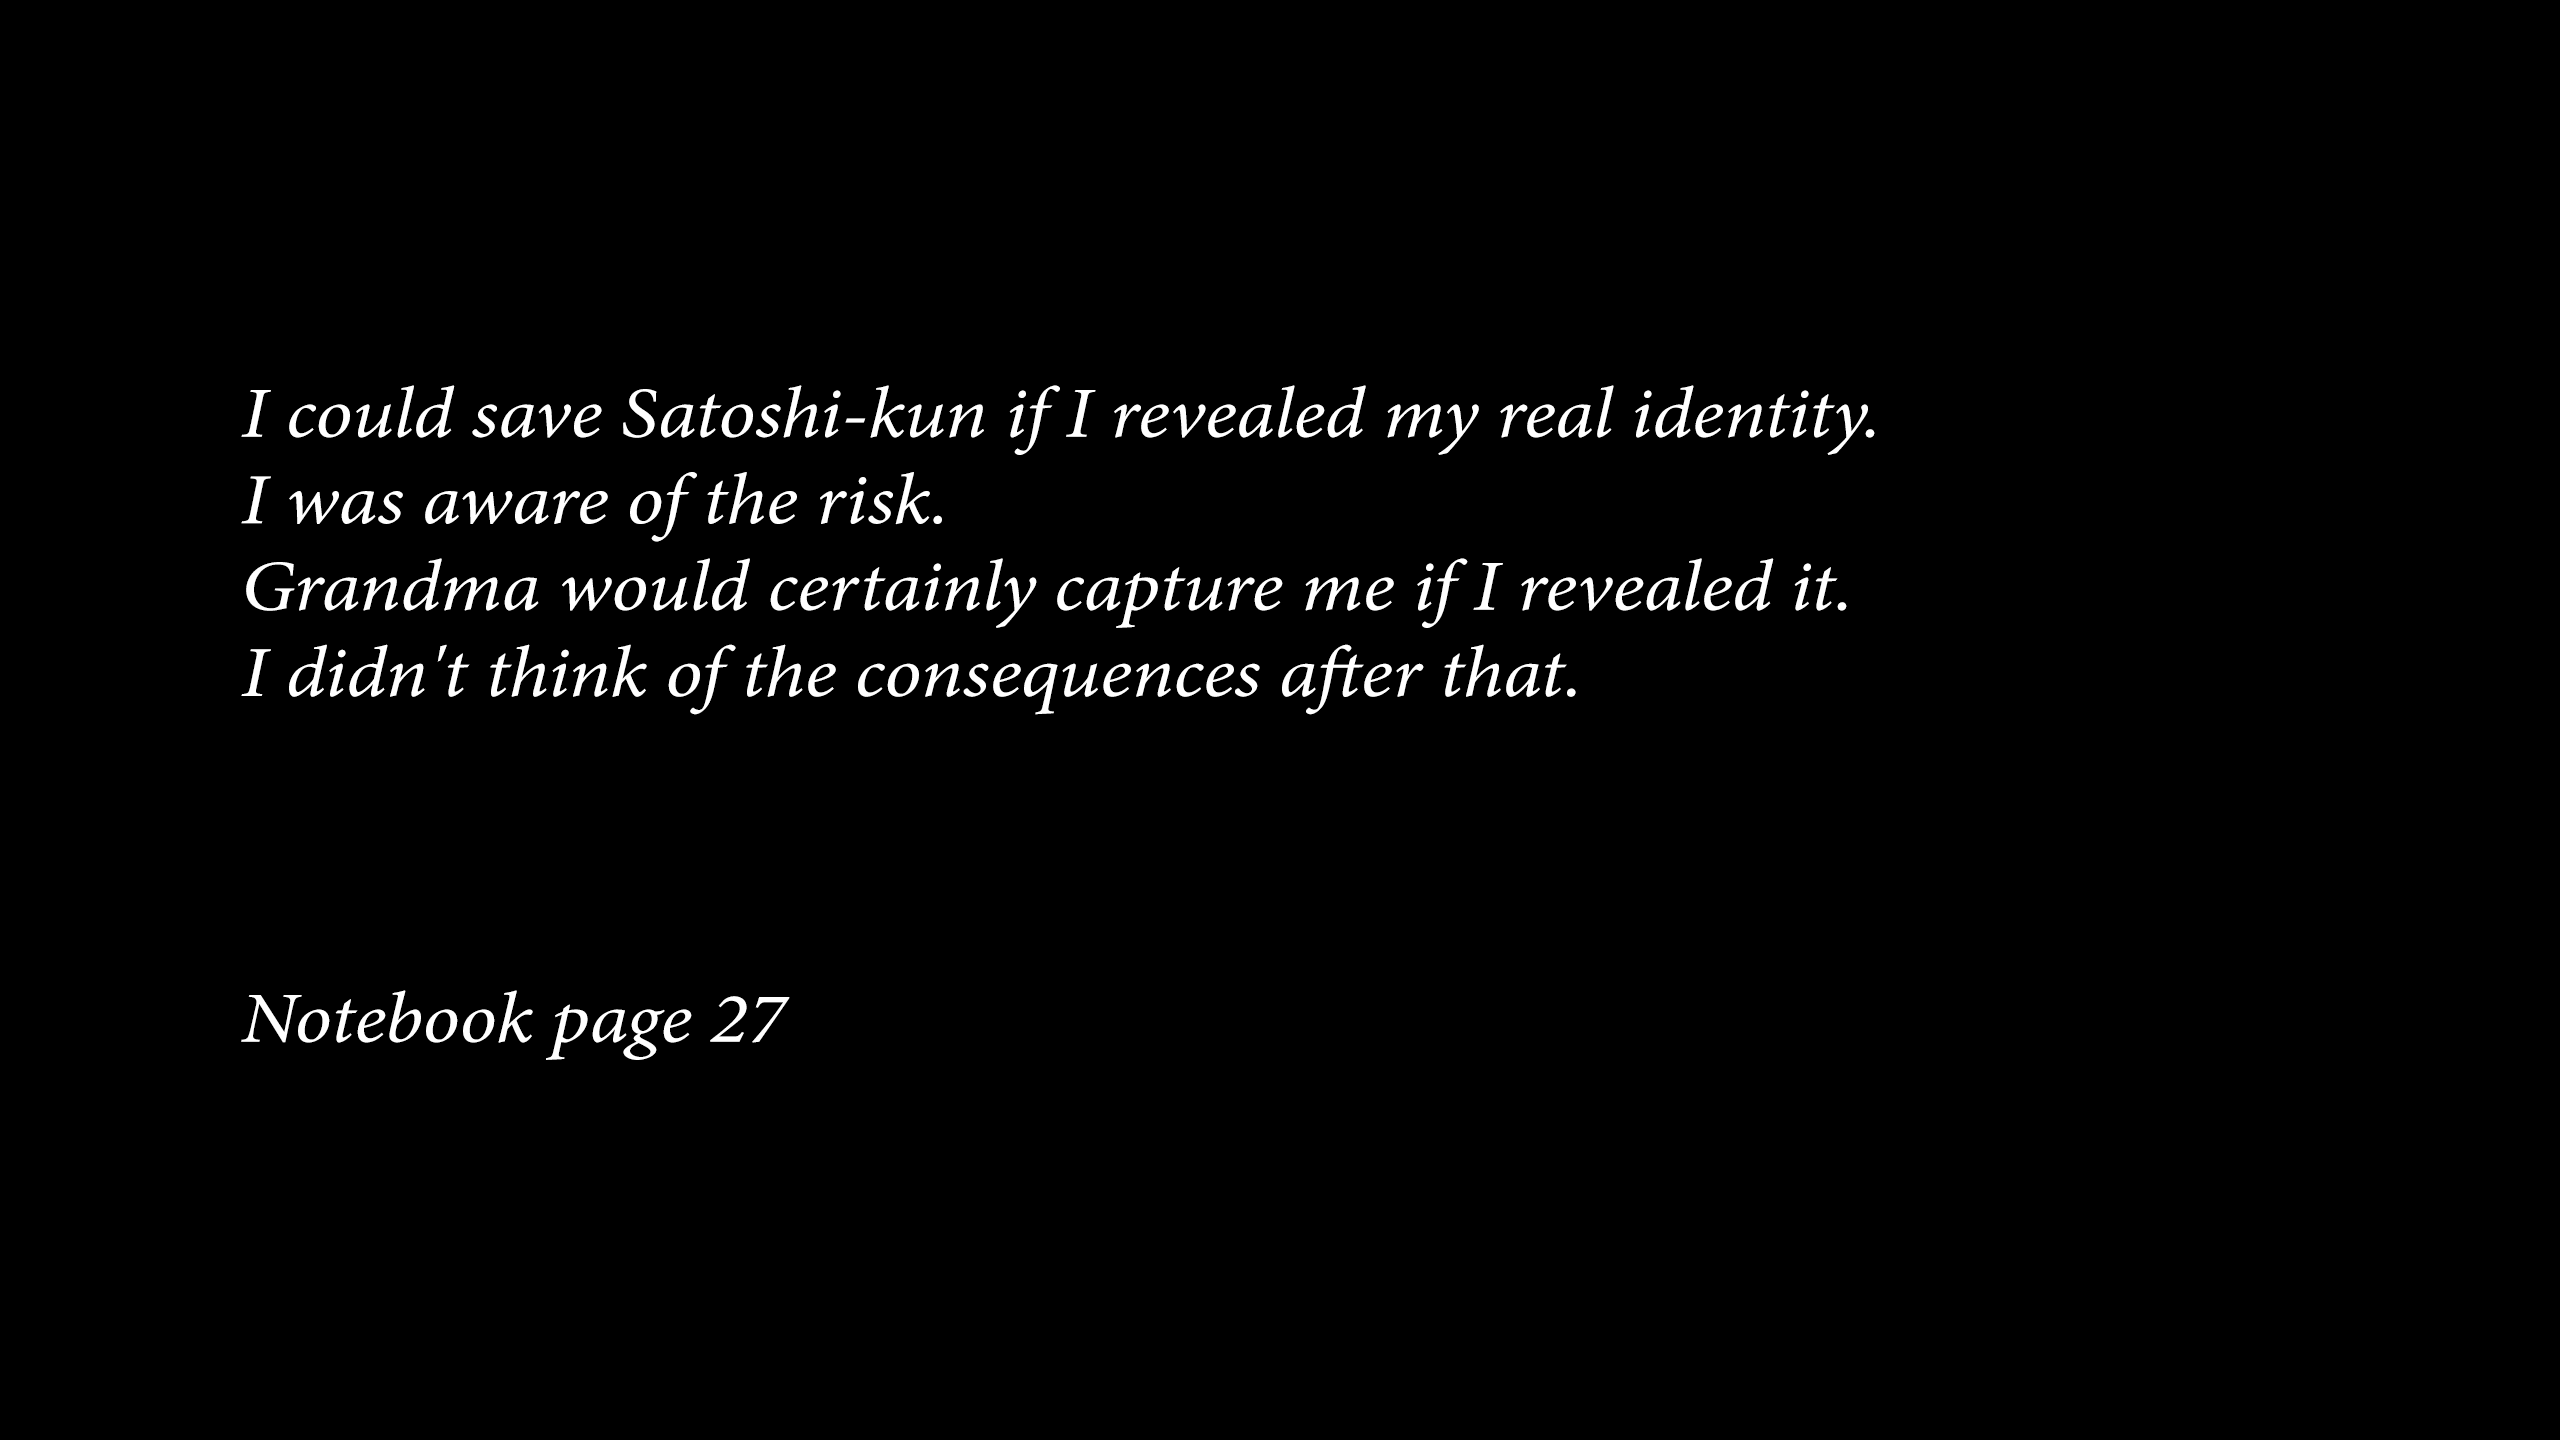 I could save Satoshi-kun if I revealed my real identity.
I was aware of the risk.
Grandma would certainly capture me if I revealed it.
I didn't think of the consequences after that.
Notebook page 27